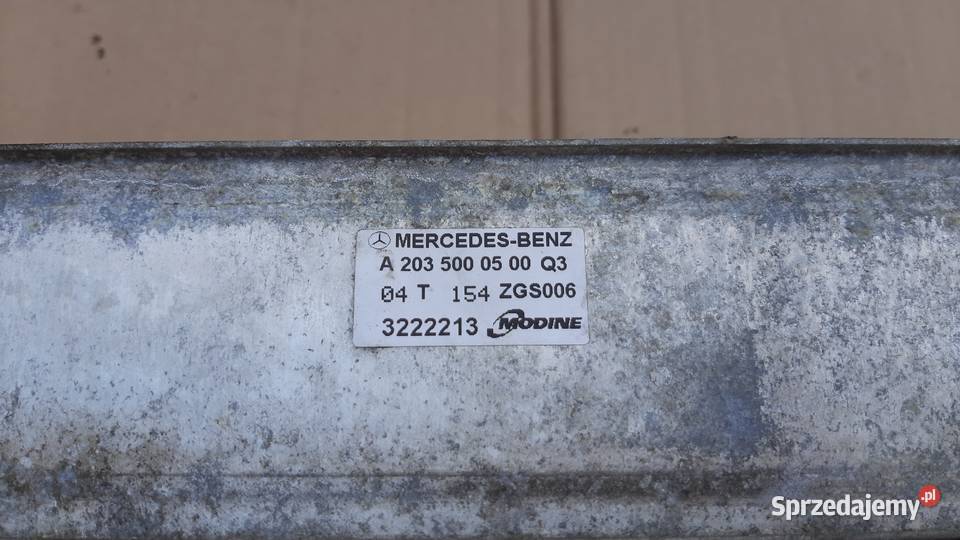 MERCEDES-BENZ
A 203 500 05 00 Q3
04 T 154 ZGS006
3222213 MODINE
Sprzedajemy.pl